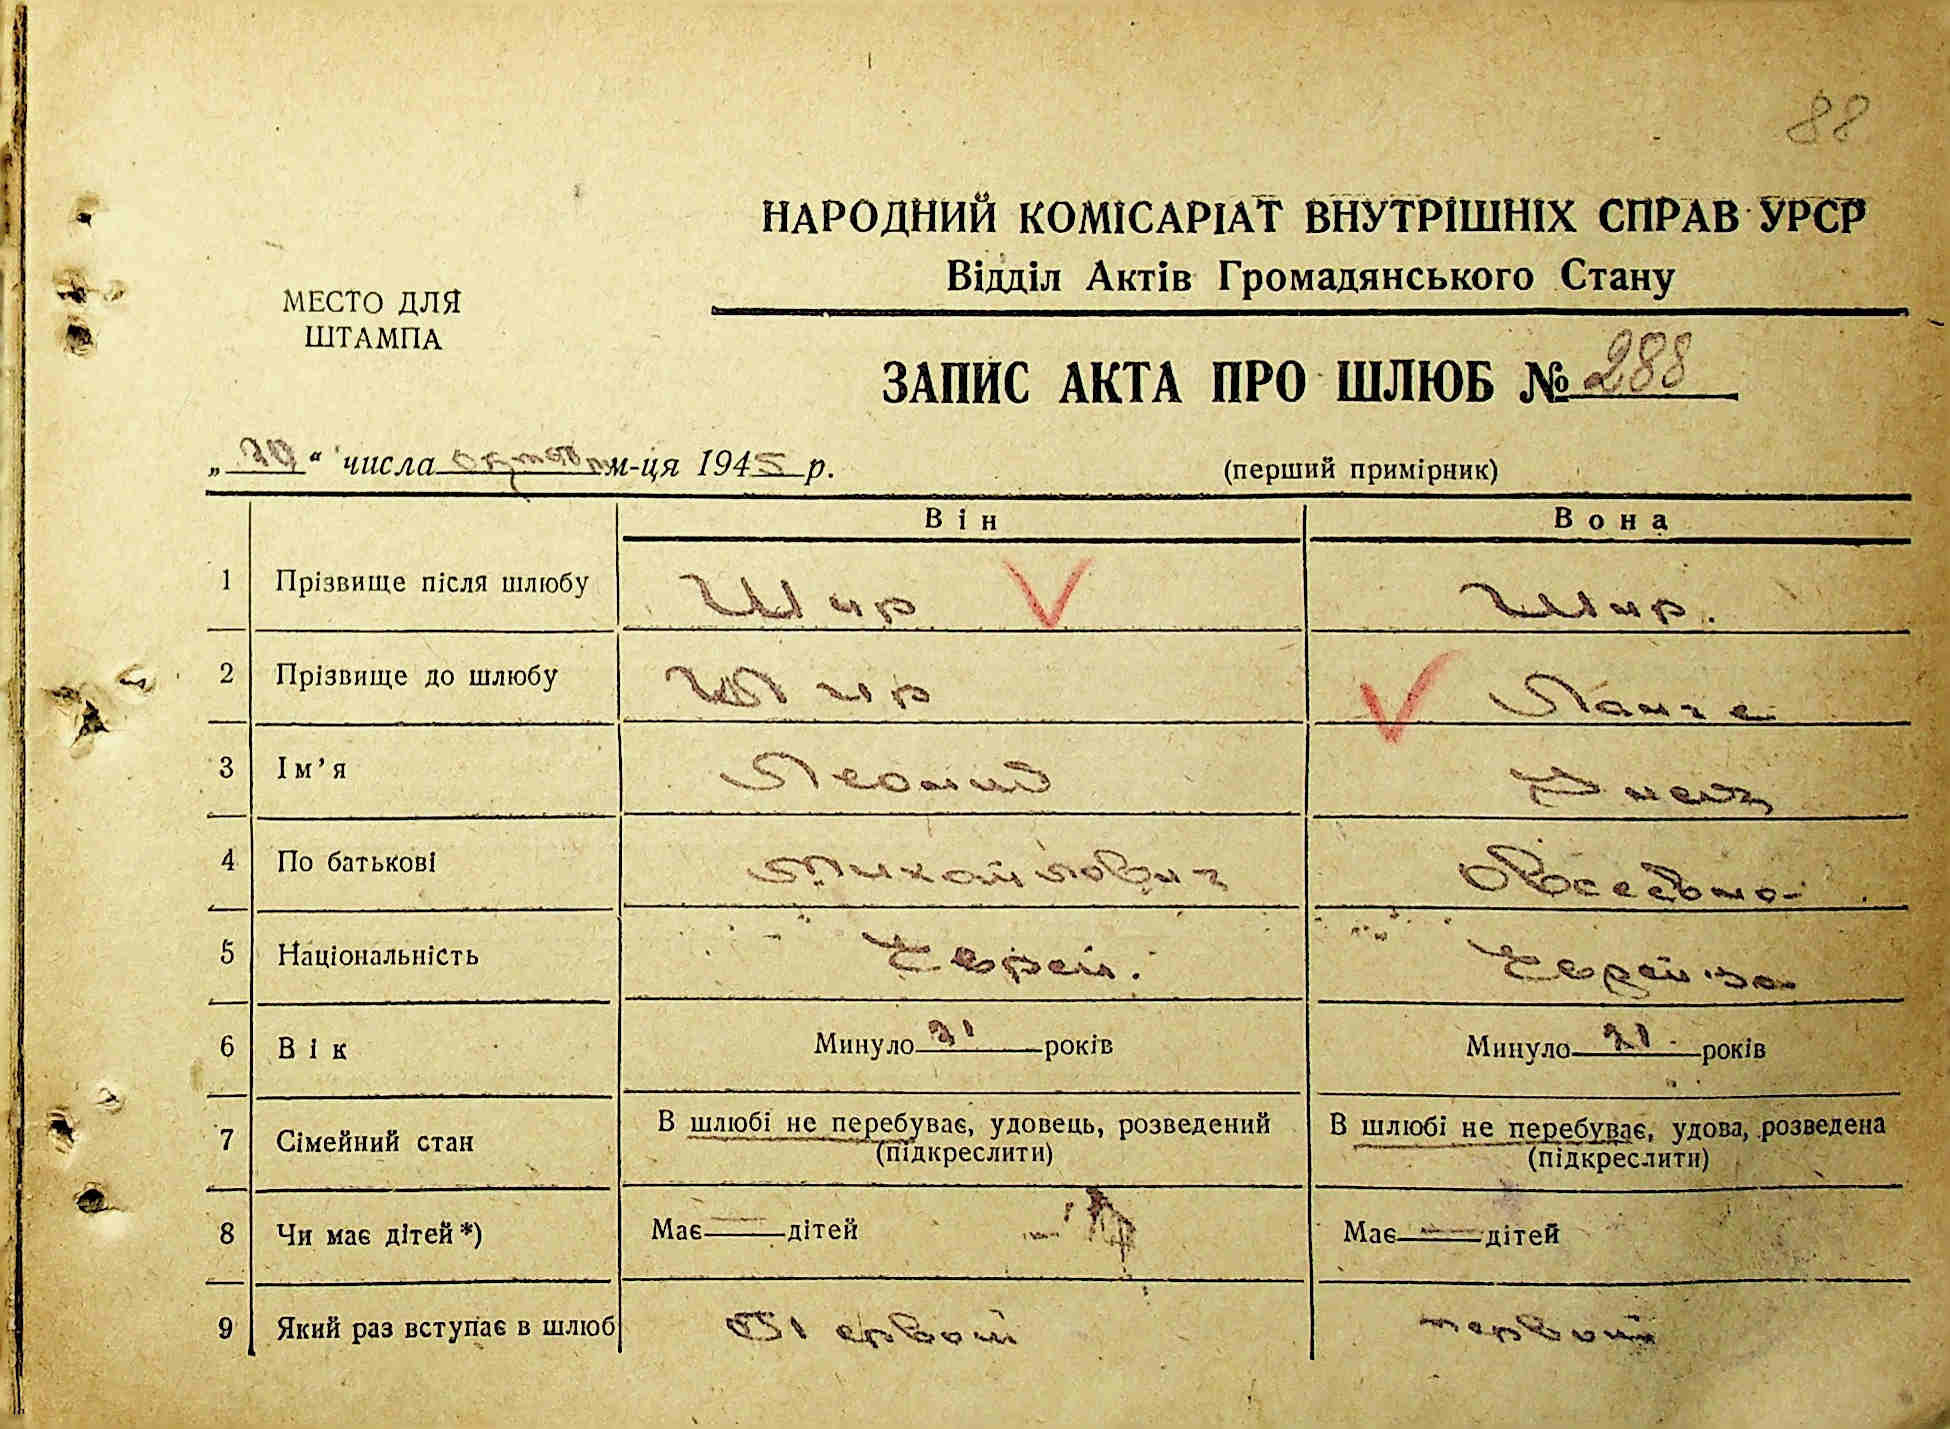 88
НАРОДНИЙ КОМІСАРІАТ ВНУТРІШНІХ СПРАВ УРСР
Відділ Актів Громадянського Стану
МЕСТО ДЛЯ
ШТАМПА
ЗАПИС АКТА ПРО ШЛЮБ № 288
„ “ числа октября м-ця 1945 р. (перший примірник)
Він Вона
1 Прізвище після шлюбу Шир Шир.
2 Прізвище до шлюбу Шир Ланге
3 Ім'я Леонид
4 По батькові Михайлович
5 Національність Еврей. Еврейка
6 Вік Минуло 21 років Минуло 21 років
7 Сімейний стан В шлюбі не перебуває, удовець, розведений В шлюбі не перебуває, удова, розведена
(підкреслити) (підкреслити)
8 Чи має дітей*) Має — дітей Має — дітей
9 Який раз вступає в шлюб Первый первый